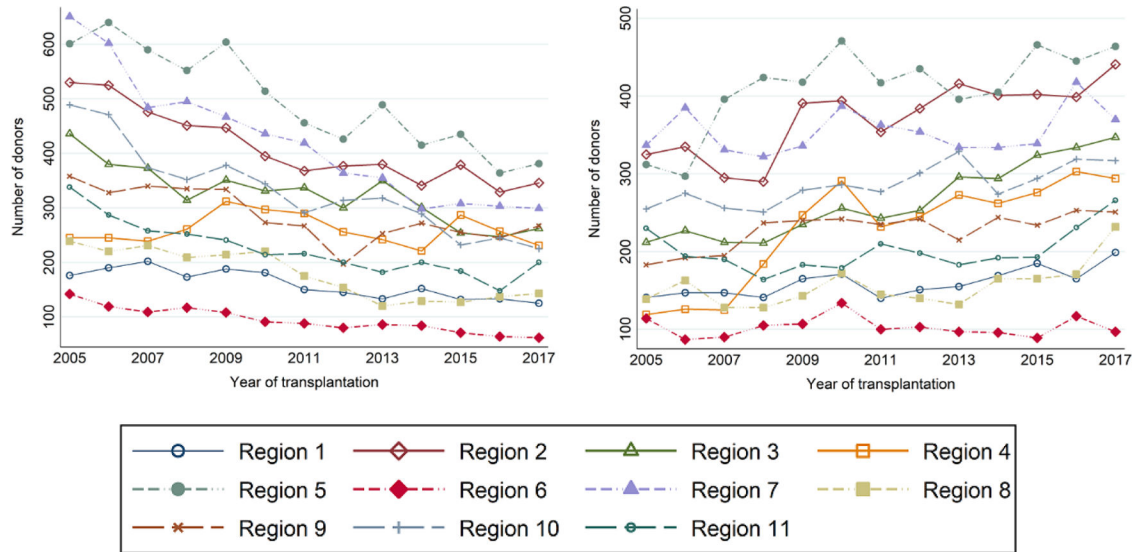 600
500
400
300
200
100
Number of donors
2005 2007 2009 2011 2013 2015 2017
Year of transplantation
500
400
300
200
100
Number of donors
2005 2007 2009 2011 2013 2015 2017
Year of transplantation
Region 1 Region 2 Region 3 Region 4
Region 5 Region 6 Region 7 Region 8
Region 9 Region 10 Region 11